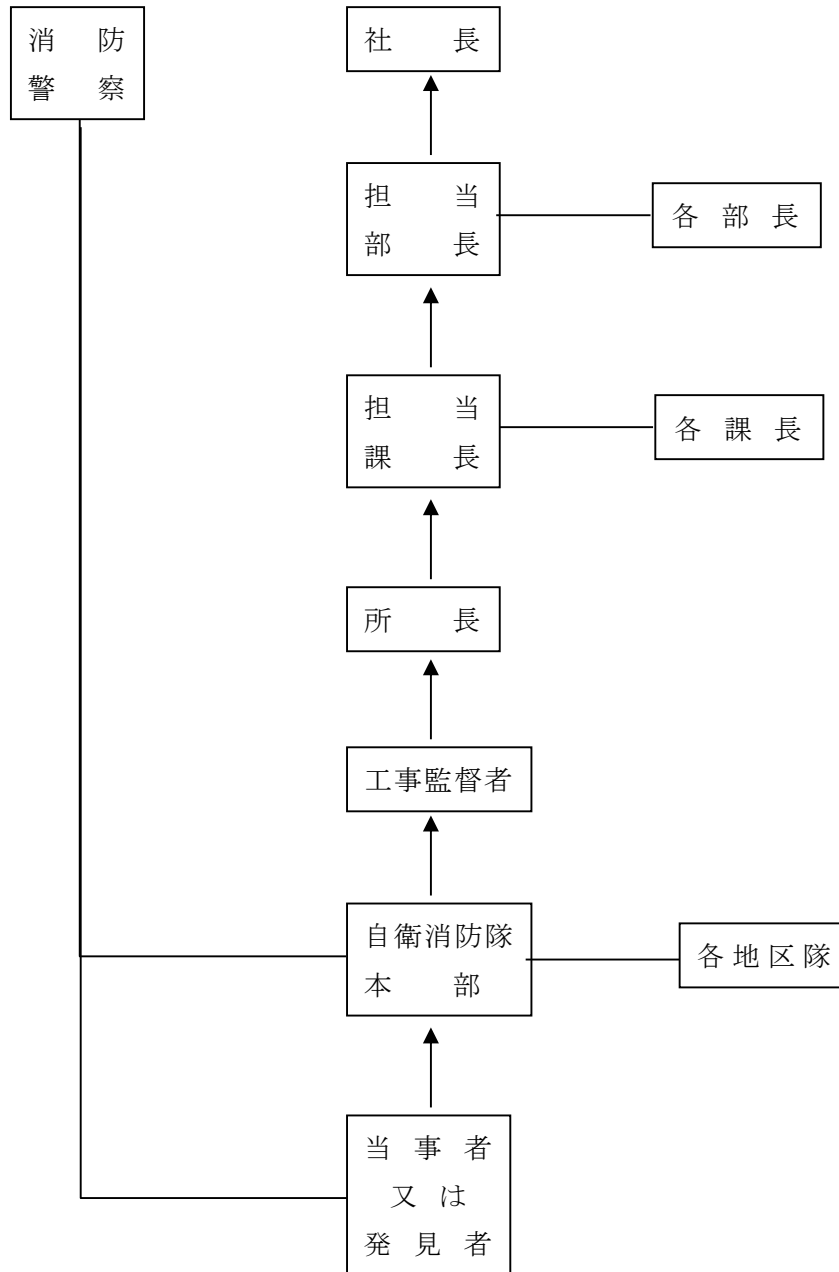 消防
警察
社長
担当
部長
各部長
担当
課長
各課長
所長
工事監督者
自衛消防隊
本部
各地区隊
当事者
又は
発見者